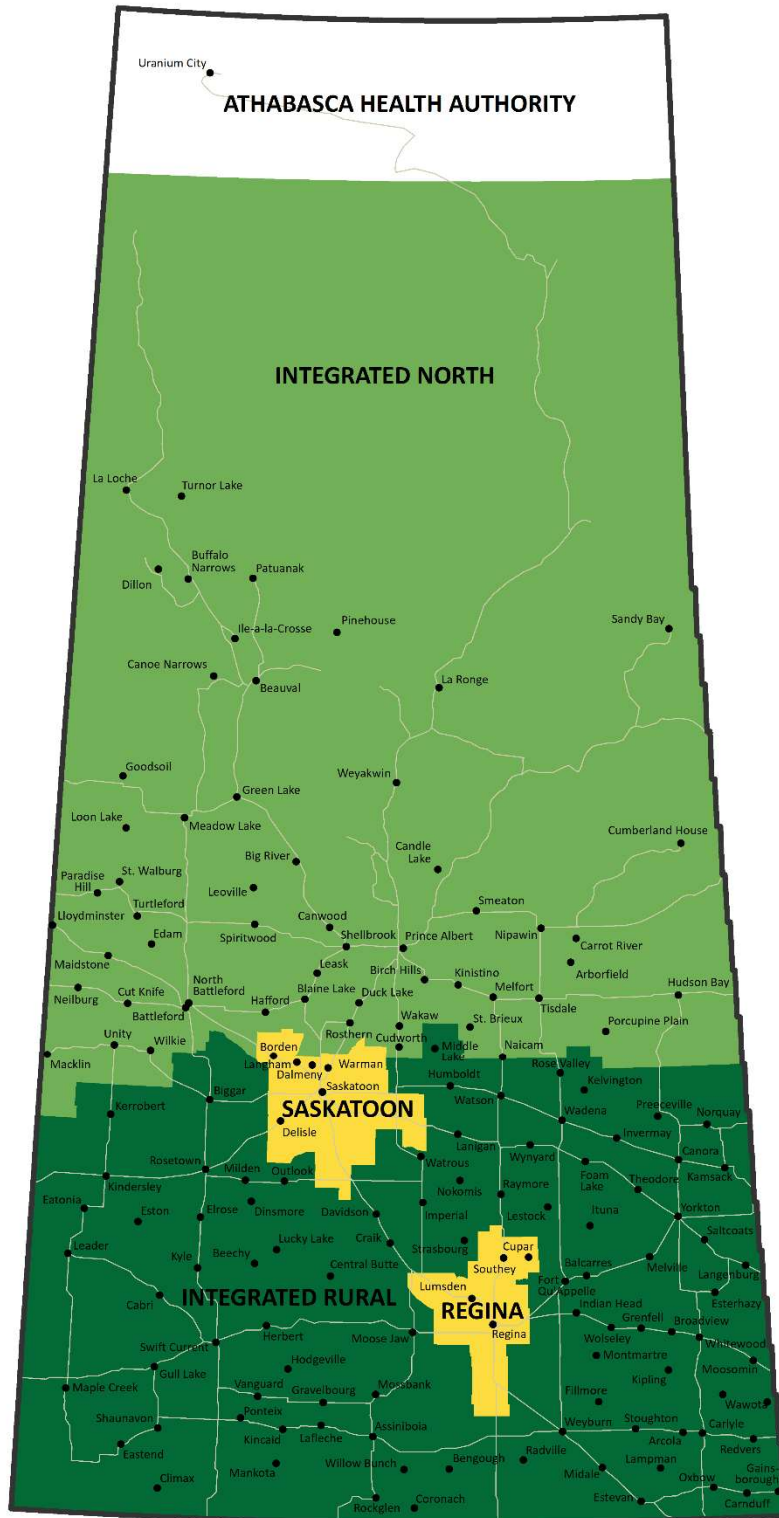 Uranium City
ATHABASCA HEALTH AUTHORITY
INTEGRATED NORTH
La Loche
Turnor Lake
Buffalo
Narrows
Patuanak
Dillon
Ile-a-la-Crosse
Pinehouse
Sandy Bay
Canoe Narrows
Beauval
La Ronge
Goodsoil
Weyakwin
Green Lake
Loon Lake
Meadow Lake
Cumberland House
Candle
Lake
Big River
Paradise
Hill
St. Walburg
Leoville
Turtleford
Smeaton
Lloydminster
Canwood
Edam
Spiritwood
Shellbrook
Prince Albert
Nipawin
Carrot River
Maidstone
Leask
Birch Hills
Kinistino
Arborfield
Neilburg
Cut Knife
North
Battleford
Battleford
Hafford
Blaine Lake
Duck Lake
Melfort
Tisdale
Hudson Bay
Wakaw
St. Brieux
Porcupine Plain
Rosthern
Unity
Wilkie
Cudworth
Macklin
Borden
Langham
Dalmeny
Warman
Middle
Lake
Naicam
Rose Valley
Saskatoon
Humboldt
Kelvington
Biggar
Watson
Kerrobert
SASKATOON
Wadena
Preeceville
Norquay
Delisle
Lanigan
Invermay
Wynyard
Canora
Rosetown
Milden
Outlook
Watrous
Foam
Lake
Theodore
Kamsack
Kindersley
Nokomis
Raymore
Eatonia
Eston
Elrose
Dinsmore
Davidson
Imperial
Lestock
Ituna
Yorkton
Leader
Lucky Lake
Craik
Strasbourg
Cupar
Saltcoats
Kyle
Beechy
Central Butte
Southey
Balcarres
Melville
Langenburg
Cabri
INTEGRATED RURAL
Lumsden
Fort
Qu'Appelle
Esterhazy
REGINA
Indian Head
Grenfell
Broadview
Herbert
Moose Jaw
Regina
Wolseley
Whitewood
Swift Current
Montmartre
Gull Lake
Hodgeville
Kipling
Moosomin
Maple Creek
Vanguard
Gravelbourg
Mossbank
Fillmore
Wawota
Shaunavon
Ponteix
Kincaid
Lafleche
Assiniboia
Weyburn
Stoughton
Arcola
Carlyle
Redvers
Eastend
Mankota
Willow Bunch
Bengough
Radville
Midale
Lampman
Oxbow
Gains-
borough
Climax
Rockglen
Coronach
Estevan
Carnduff